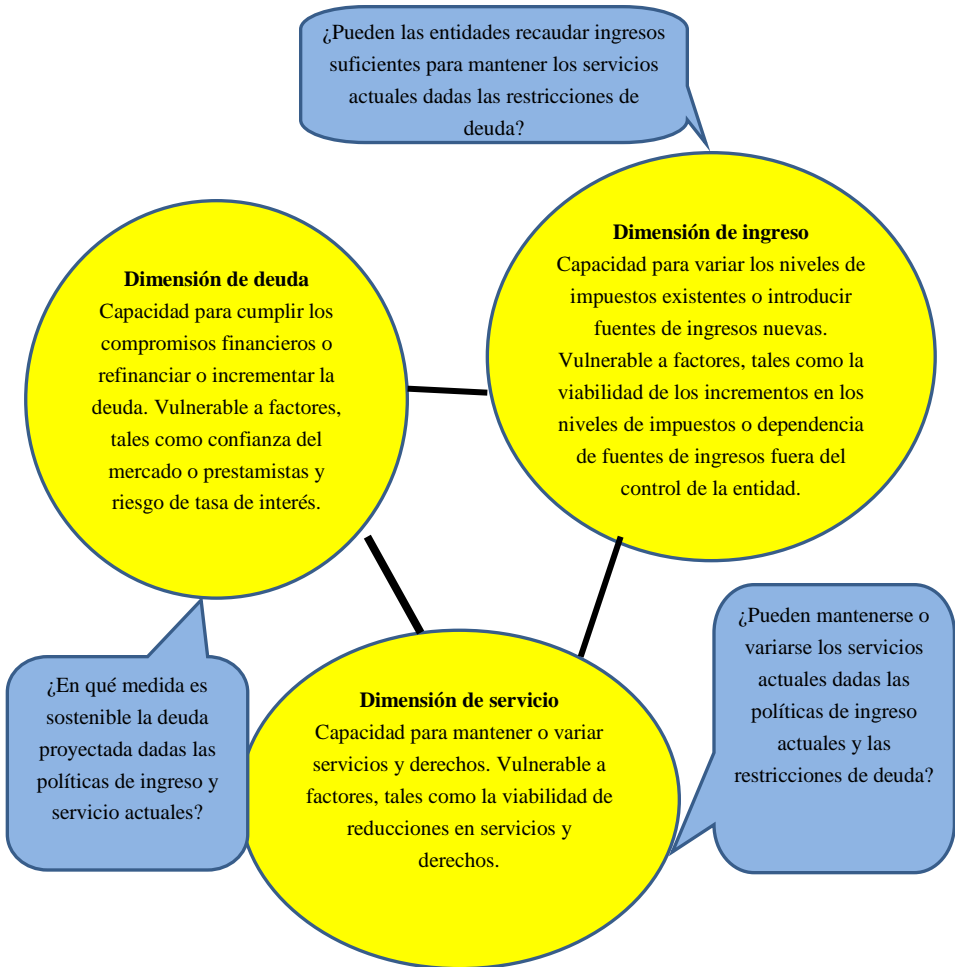 ¿Pueden las entidades recaudar ingresos
suficientes para mantener los servicios
actuales dadas las restricciones de
deuda?
Dimensión de ingreso
Capacidad para variar los niveles de
impuestos existentes o introducir
fuentes de ingresos nuevas.
Vulnerable a factores, tales como la
viabilidad de los incrementos en los
niveles de impuestos o dependencia
de fuentes de ingresos fuera del
control de la entidad.
Dimensión de deuda
Capacidad para cumplir los
compromisos financieros o
refinanciar o incrementar la
deuda. Vulnerable a factores,
tales como confianza del
mercado o prestamistas y
riesgo de tasa de interés.
¿Pueden mantenerse o
variarse los servicios
actuales dadas las
políticas de ingreso
actuales y las
restricciones de deuda?
¿En qué medida es
sostenible la deuda
proyectada dadas las
políticas de ingreso y
servicio actuales?
Dimensión de servicio
Capacidad para mantener o variar
servicios y derechos. Vulnerable a
factores, tales como la viabilidad de
reducciones en servicios y
derechos.